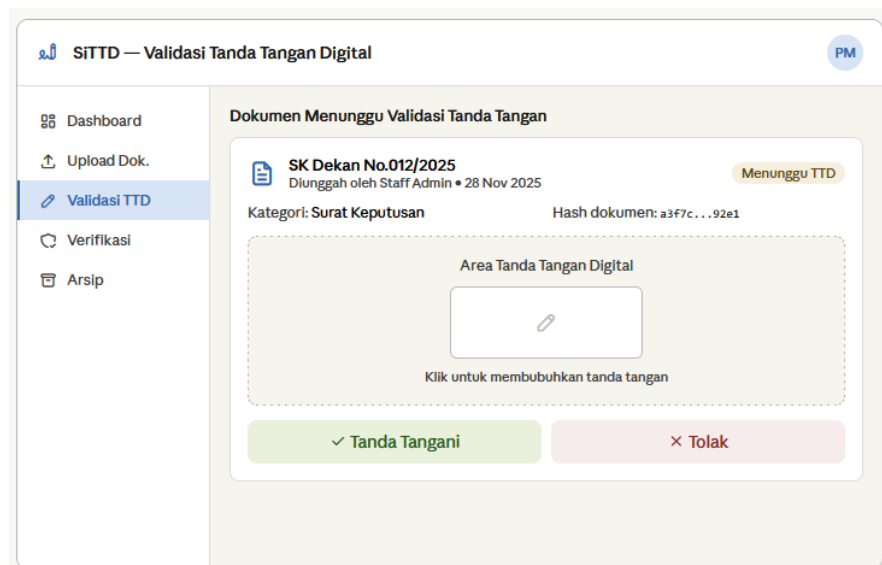 SiTTD — Validasi Tanda Tangan Digital
PM
Dashboard
Upload Dok.
Validasi TTD
Verifikasi
Arsip
Dokumen Menunggu Validasi Tanda Tangan
SK Dekan No.012/2025
Diunggah oleh Staff Admin • 28 Nov 2025
Menunggu TTD
Kategori: Surat Keputusan
Hash dokumen: a3f7c...92e1
Area Tanda Tangan Digital
Klik untuk membubuhkan tanda tangan
✓ Tanda Tangani
× Tolak